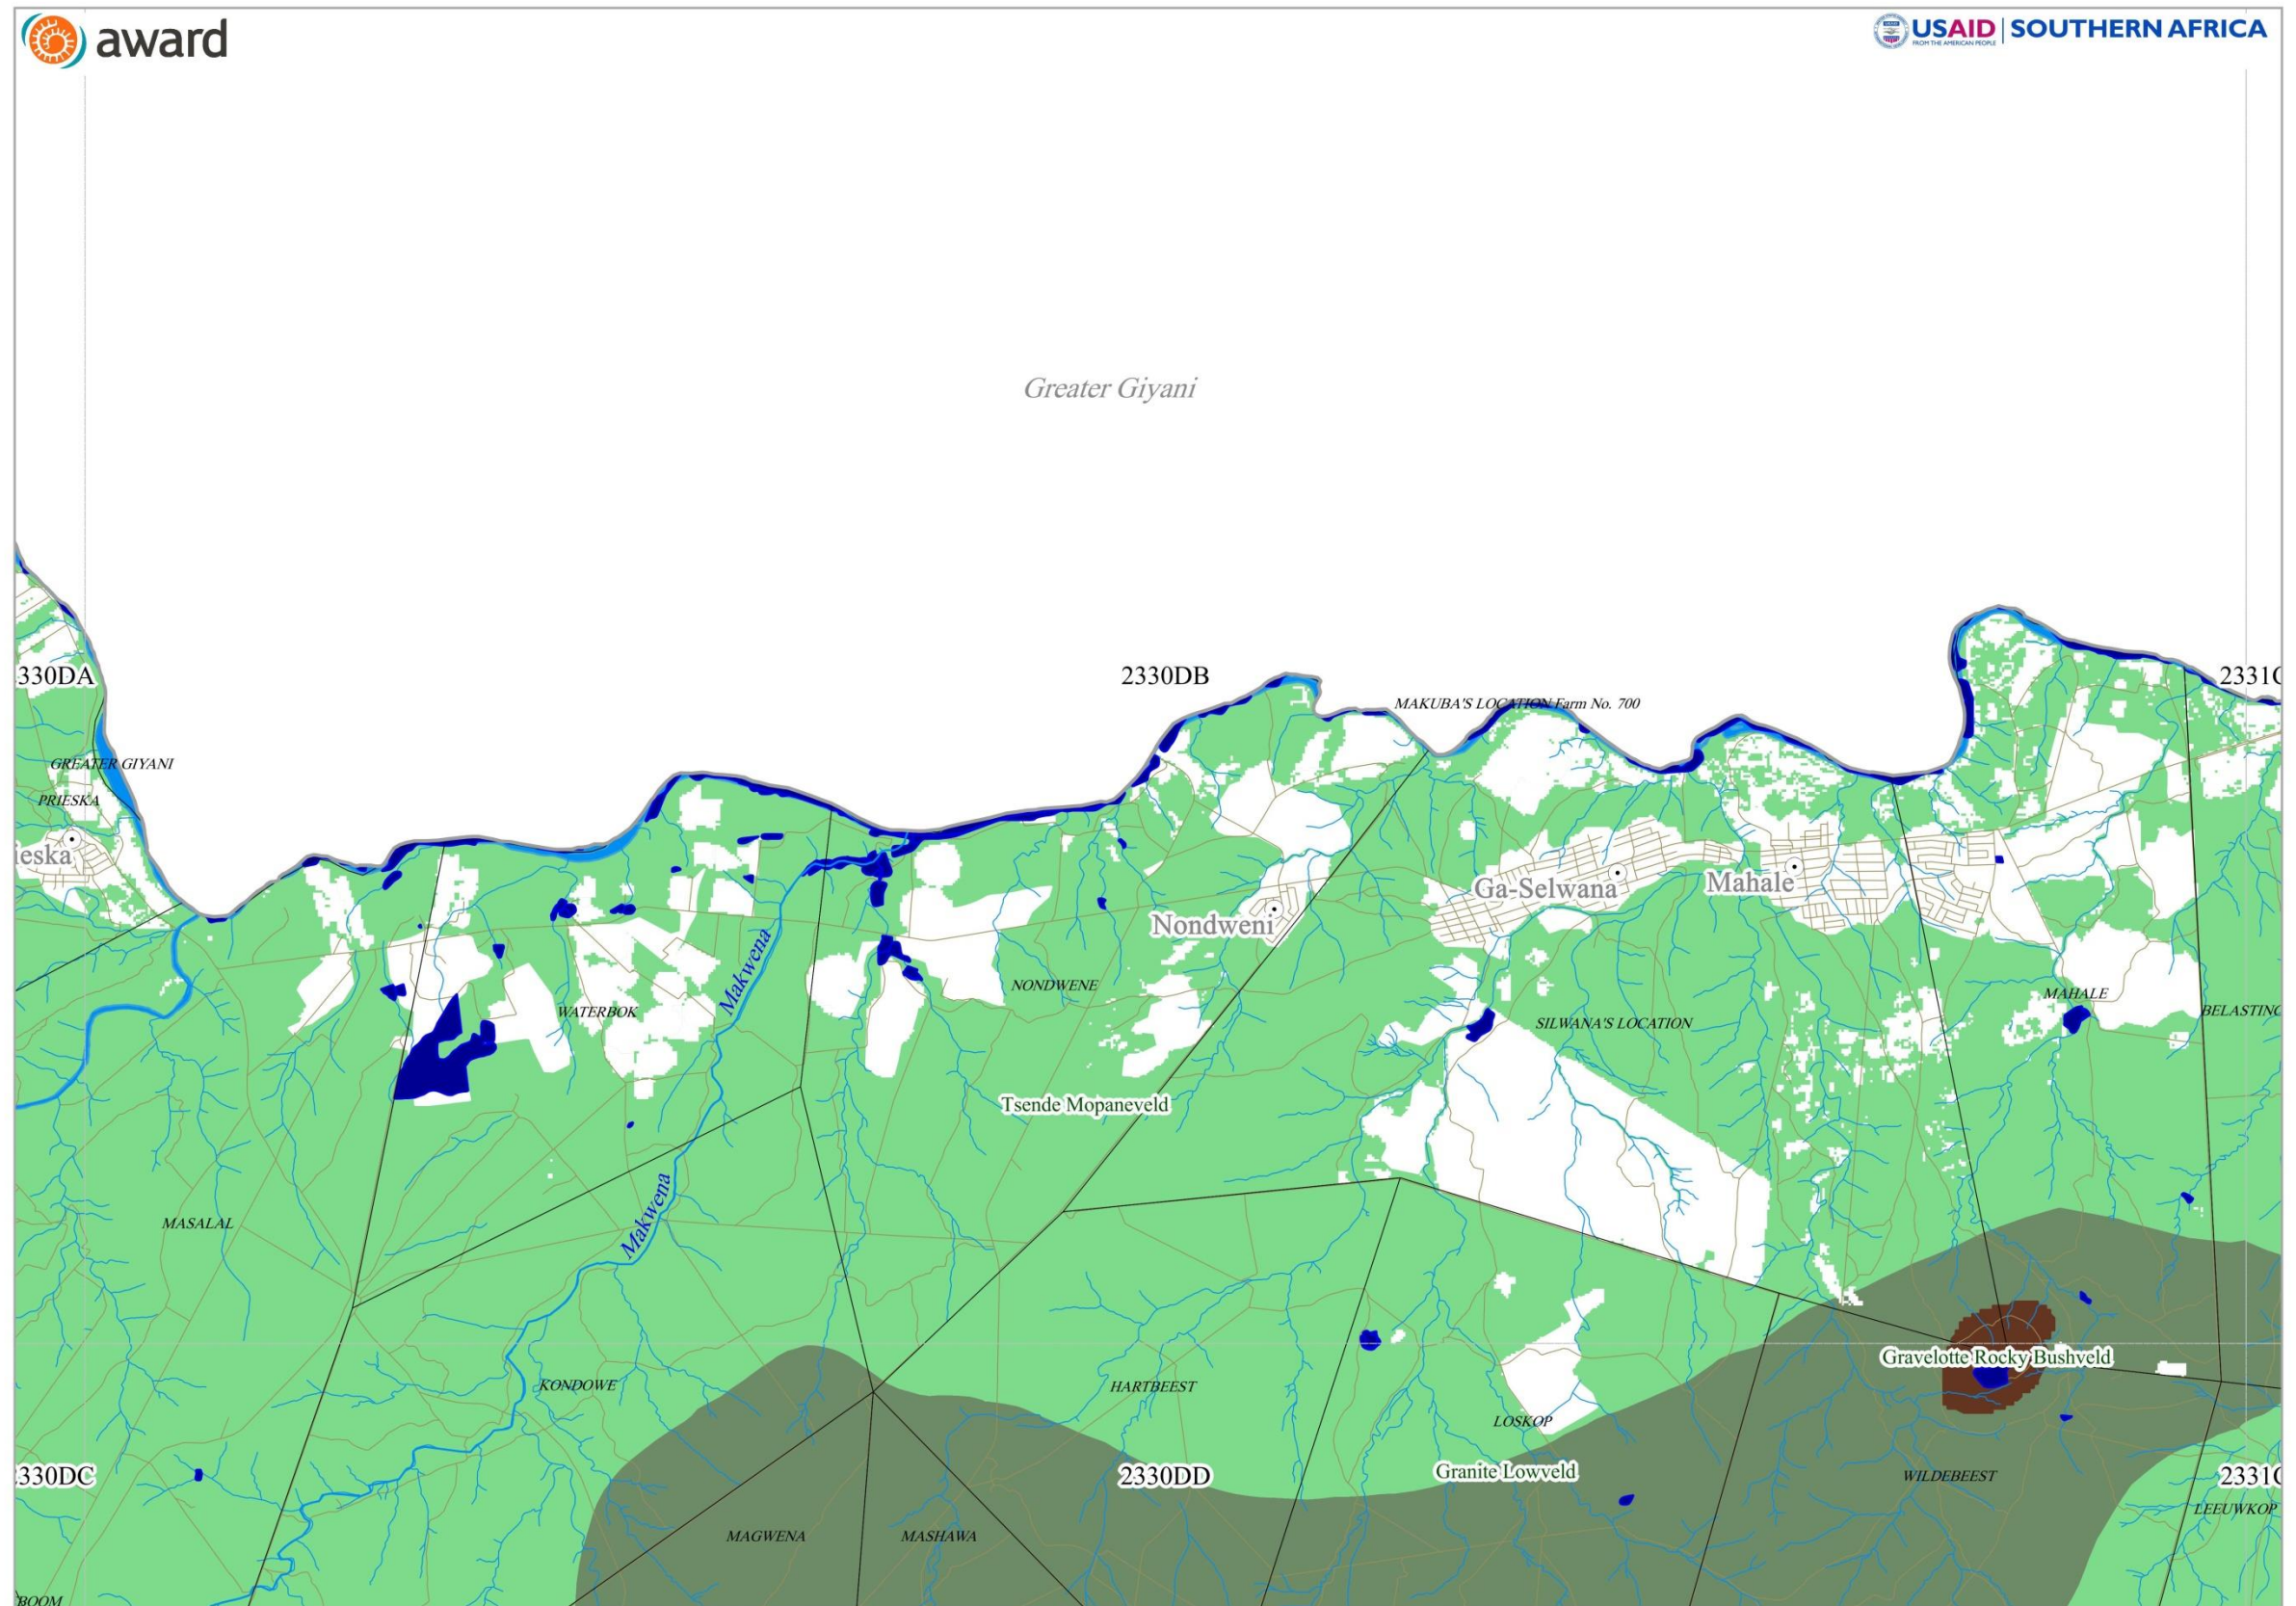 award
USAID
FROM THE AMERICAN PEOPLE
SOUTHERN AFRICA
Greater Giyani
330DA
2330DB
2331C
MAKUBA'S LOCATION Farm No. 700
GREATER GIYANI
PRIESKA
ieska
Ga-Selwana
Mahale
Nondweni
Makwena
NONDWENE
WATERBOK
SILWANA'S LOCATION
MAHALE
BELASTING
Tsende Mopaneveld
MASALAL
Makwena
Gravelotte Rocky Bushveld
KONDOWE
HARTBEEST
LOSKOP
330DC
2330DD
Granite Lowveld
WILDEBEEST
2331C
LEEUWKOP
MAGWENA
MASHAWA
BOOM